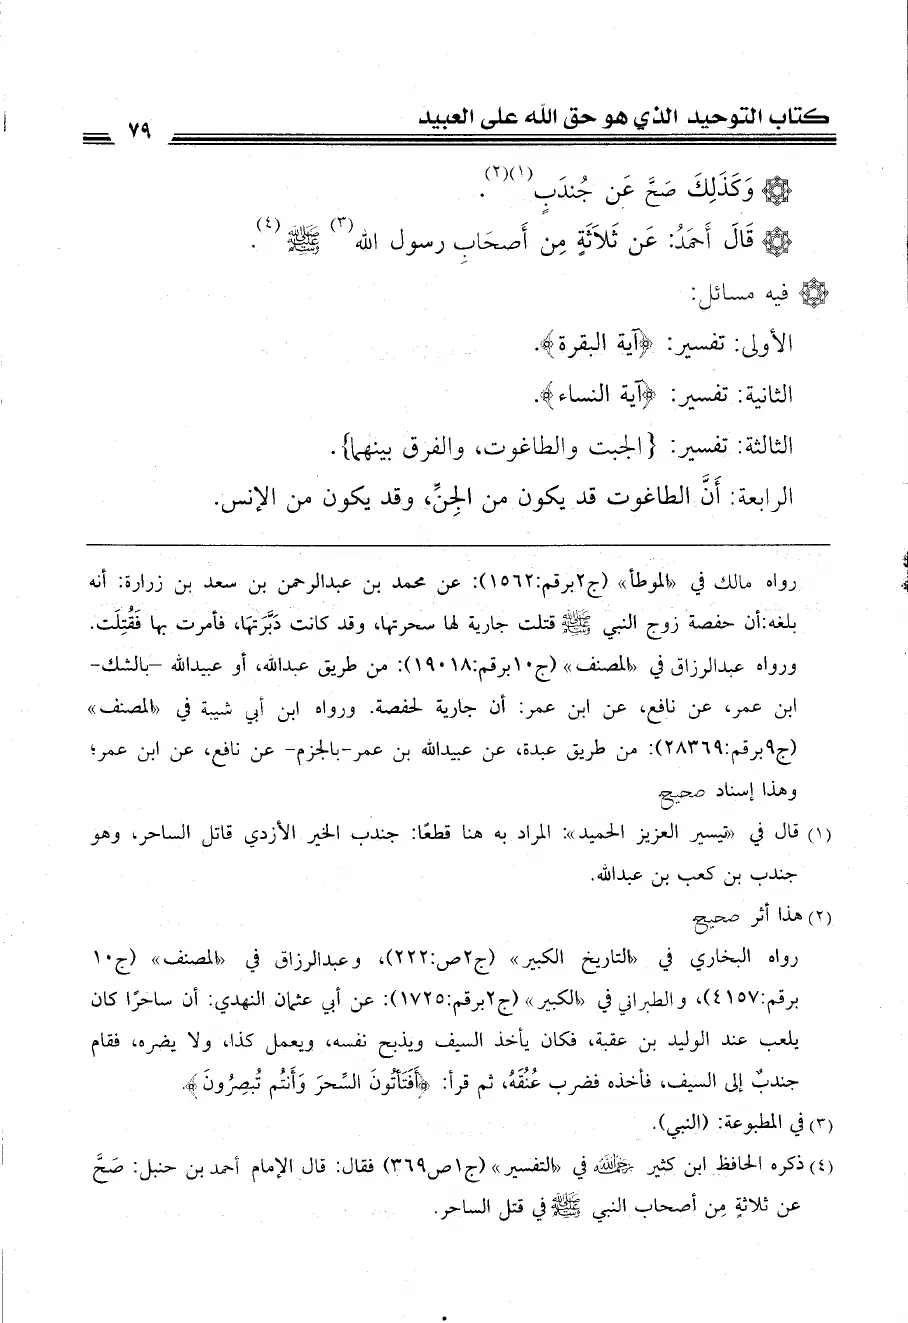 كتاب التوحيد الذي هو حق الله على العبيد ٧٩
وَكَذَلِكَ صَحَّ عَن جُندَبٍ(١)(٢).
قَالَ أَحمَدُ: عَن ثَلاَثَةٍ مِن أَصحَابِ رسول الله(٣) ﷺ(٤).
فيه مسائل:
الأولى: تفسير: ﴿آية البقرة﴾.
الثانية: تفسير: ﴿آية النساء﴾.
الثالثة: تفسير: {الجبت والطاغوت، والفرق بينهما}.
الرابعة: أَنَّ الطاغوت قد يكون من الجِنِّ، وقد يكون من الإنس.
رواه مالك في «الموطأ» (ج٢برقم:١٥٦٢): عن محمد بن عبدالرحمن بن سعد بن زرارة: أنه
بلغه:أن حفصة زوج النبي ﷺ قتلت جارية لها سحرتها، وقد كانت دَبَّرَتهَا، فأمرت بها فَقُتِلَت.
ورواه عبدالرزاق في «المصنف» (ج١٠برقم:١٩٠١٨): من طريق عبدالله، أو عبيدالله –بالشك–
ابن عمر، عن نافع، عن ابن عمر: أن جارية لحفصة. ورواه ابن أبي شيبة في «المصنف»
(ج٩برقم:٢٨٣٦٩): من طريق عبدة، عن عبيدالله بن عمر–بالجزم– عن نافع، عن ابن عمر؛
وهذا إسناد صحيح
(١) قال في «تيسير العزيز الحميد»: المراد به هنا قطعًا: جندب الخير الأزدي قاتل الساحر، وهو
جندب بن كعب بن عبدالله.
(٢) هذا أثر صحيح
رواه البخاري في «التاريخ الكبير» (ج٢ص:٢٢٢)، وعبدالرزاق في «المصنف» (ج١٠
برقم:٤١٥٧)، والطبراني في «الكبير» (ج٢برقم:١٧٢٥): عن أبي عثمان النهدي: أن ساحرًا كان
يلعب عند الوليد بن عقبة، فكان يأخذ السيف ويذبح نفسه، ويعمل كذا، ولا يضره، فقام
جندبٌ إلى السيف، فأخذه فضرب عُنُقَهُ، ثم قرأ: ﴿أَفَتَأتُونَ السِّحرَ وَأَنتُم تُبصِرُونَ﴾.
(٣) في المطبوعة: (النبي).
(٤) ذكره الحافظ ابن كثير رحمه الله في «التفسير» (ج١ص٣٦٩) فقال: قال الإمام أحمد بن حنبل: صَحَّ
عن ثلاثةٍ مِن أصحاب النبي ﷺ في قتل الساحر.